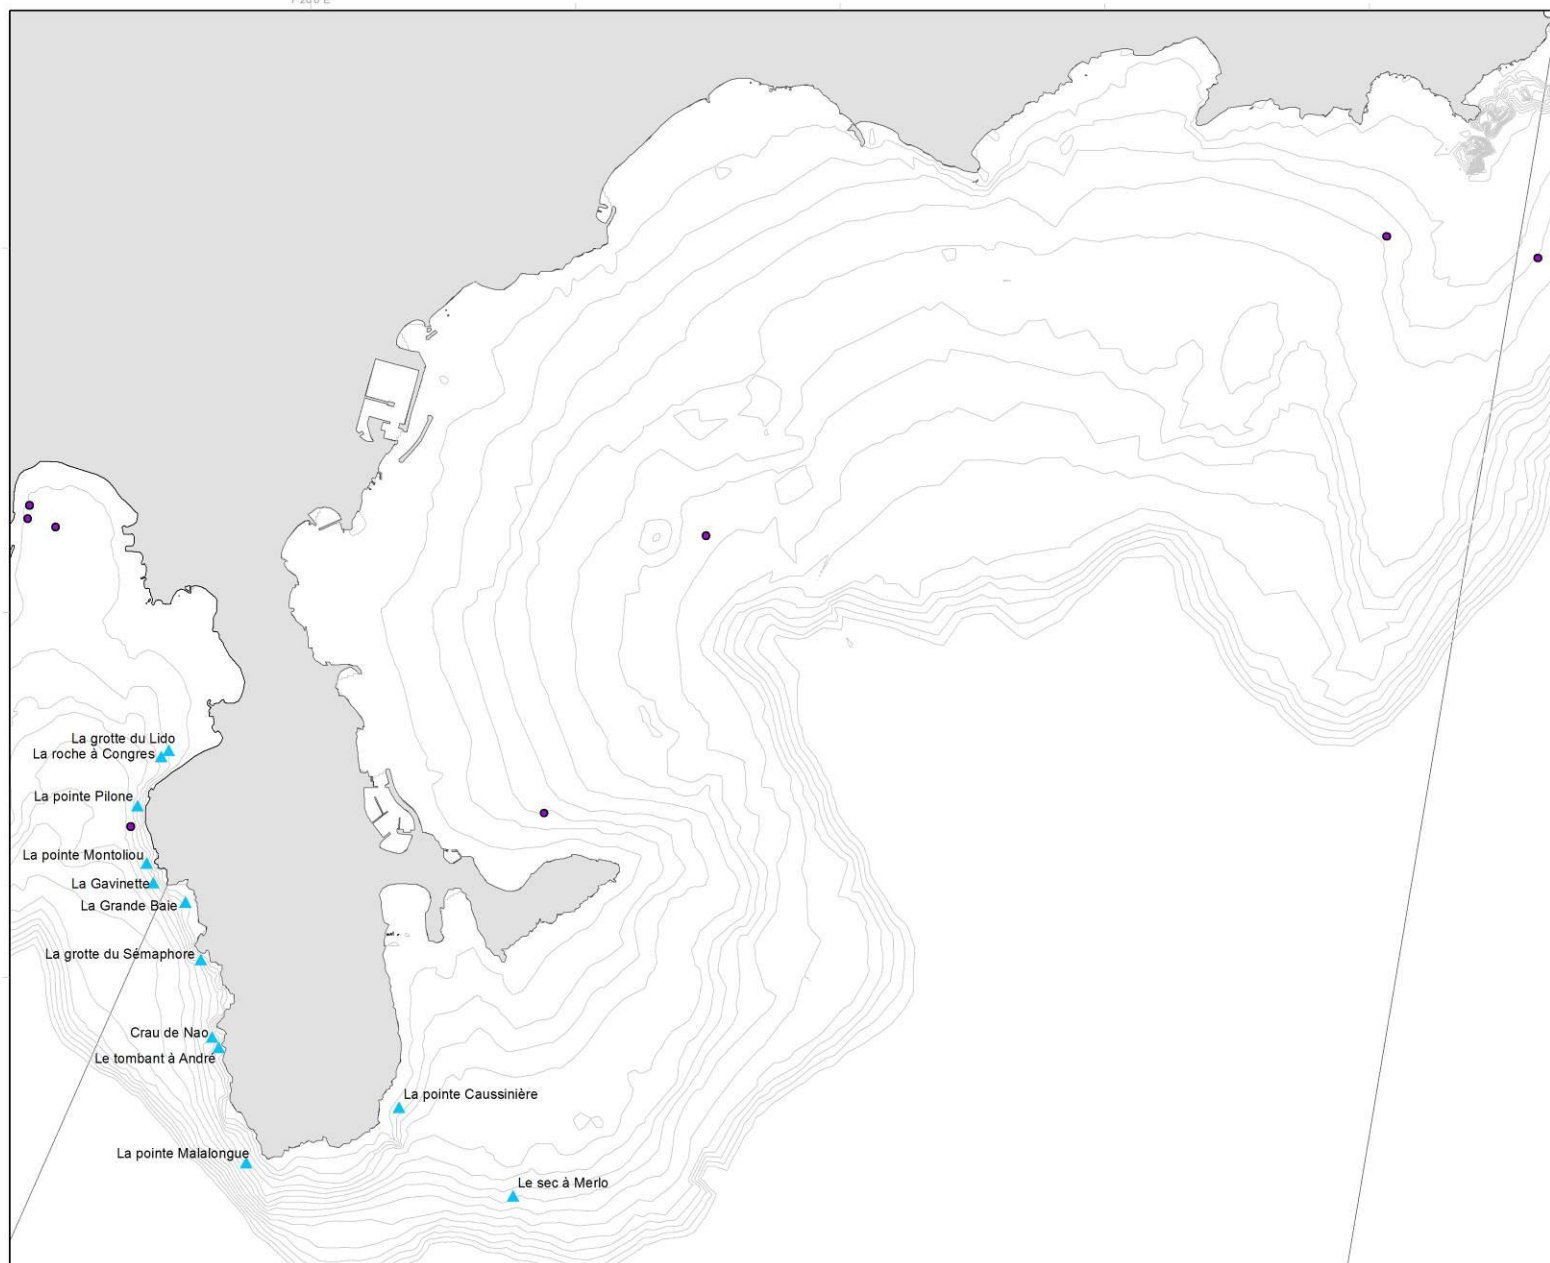 La grotte du Lido
La roche à Congres
La pointe Pilone
La pointe Montoliou
La Gavinette
La Grande Baie
La grotte du Sémaphore
Crau de Nao
Le tombant à André
La pointe Caussinière
La pointe Malalongue
Le sec à Merlo